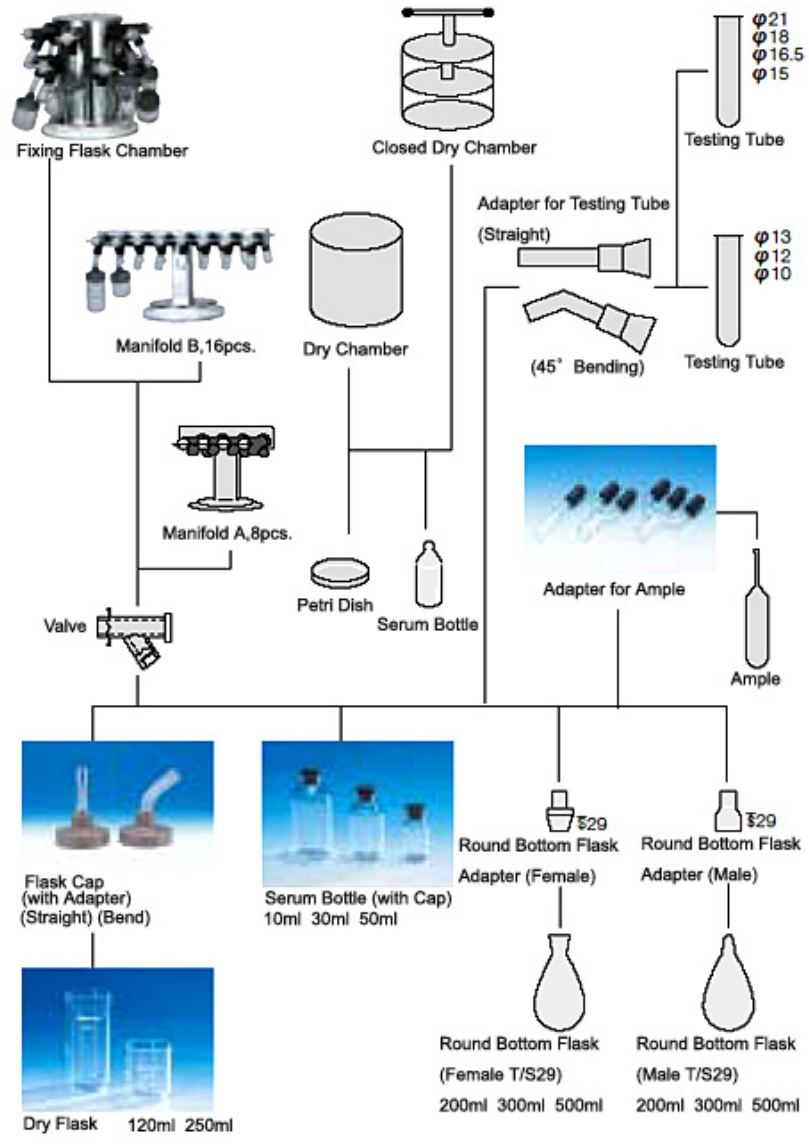 φ21
φ18
φ16.5
φ15
Testing Tube
Fixing Flask Chamber
Closed Dry Chamber
Adapter for Testing Tube
(Straight)
φ13
φ12
φ10
Manifold B,16pcs.
Dry Chamber
(45° Bending)
Testing Tube
Manifold A,8pcs.
Petri Dish
Serum Bottle
Adapter for Ample
Ample
Valve
Flask Cap
(with Adapter)
(Straight) (Bend)
Serum Bottle (with Cap)
10ml 30ml 50ml
29
Round Bottom Flask
Adapter (Female)
29
Round Bottom Flask
Adapter (Male)
Dry Flask 120ml 250ml
Round Bottom Flask
(Female T/S29)
200ml 300ml 500ml
Round Bottom Flask
(Male T/S29)
200ml 300ml 500ml